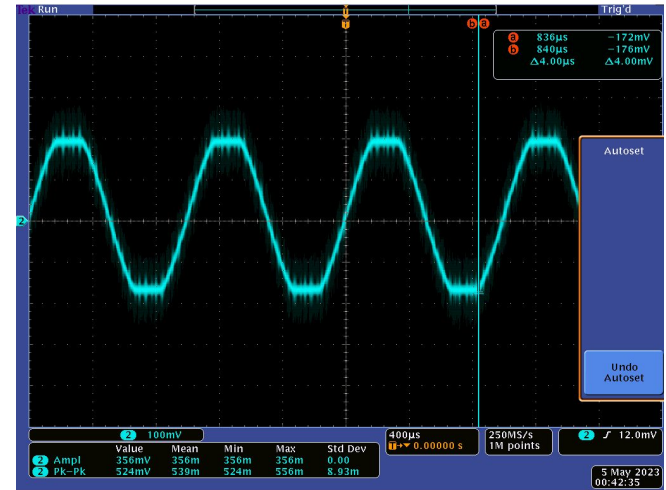 Tek Run
Trig'd
T
T
b a
a 836µs −172mV
b 840µs −176mV
Δ4.00µs Δ4.00mV
Autoset
2
Undo
Autoset
2 100mV
400µs
T→▼ 0.00000 s
250MS/s
1M points
2 ∫ 12.0mV
Value Mean Min Max Std Dev
2 Ampl 356mV 356m 356m 356m 0.00
2 Pk–Pk 524mV 539m 524m 556m 8.93m
5 May 2023
00:42:35